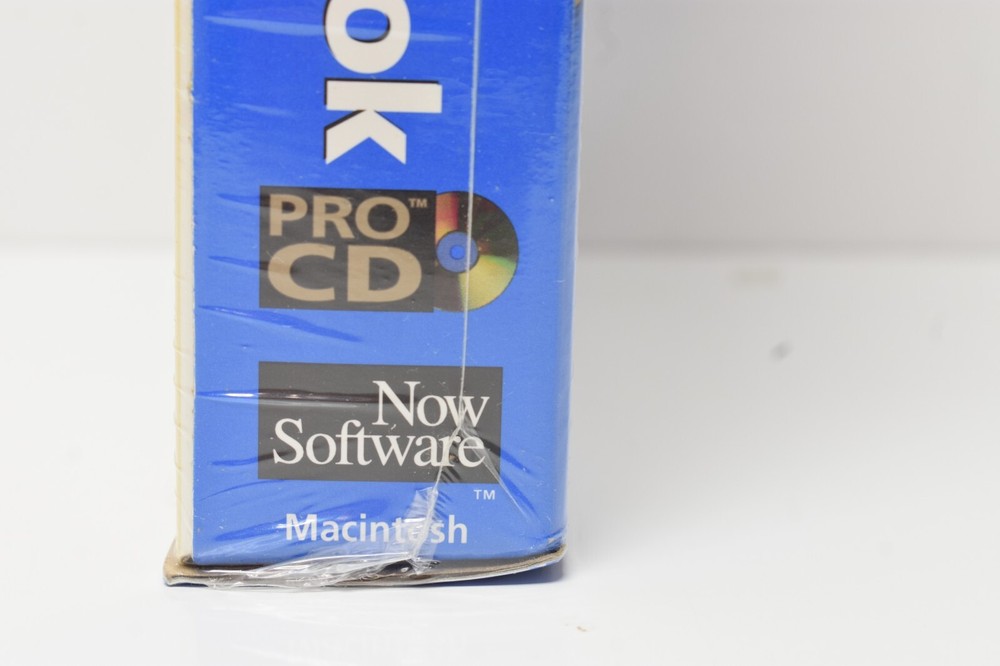 ok
PRO™
CD
Now
Software
™
Macintosh